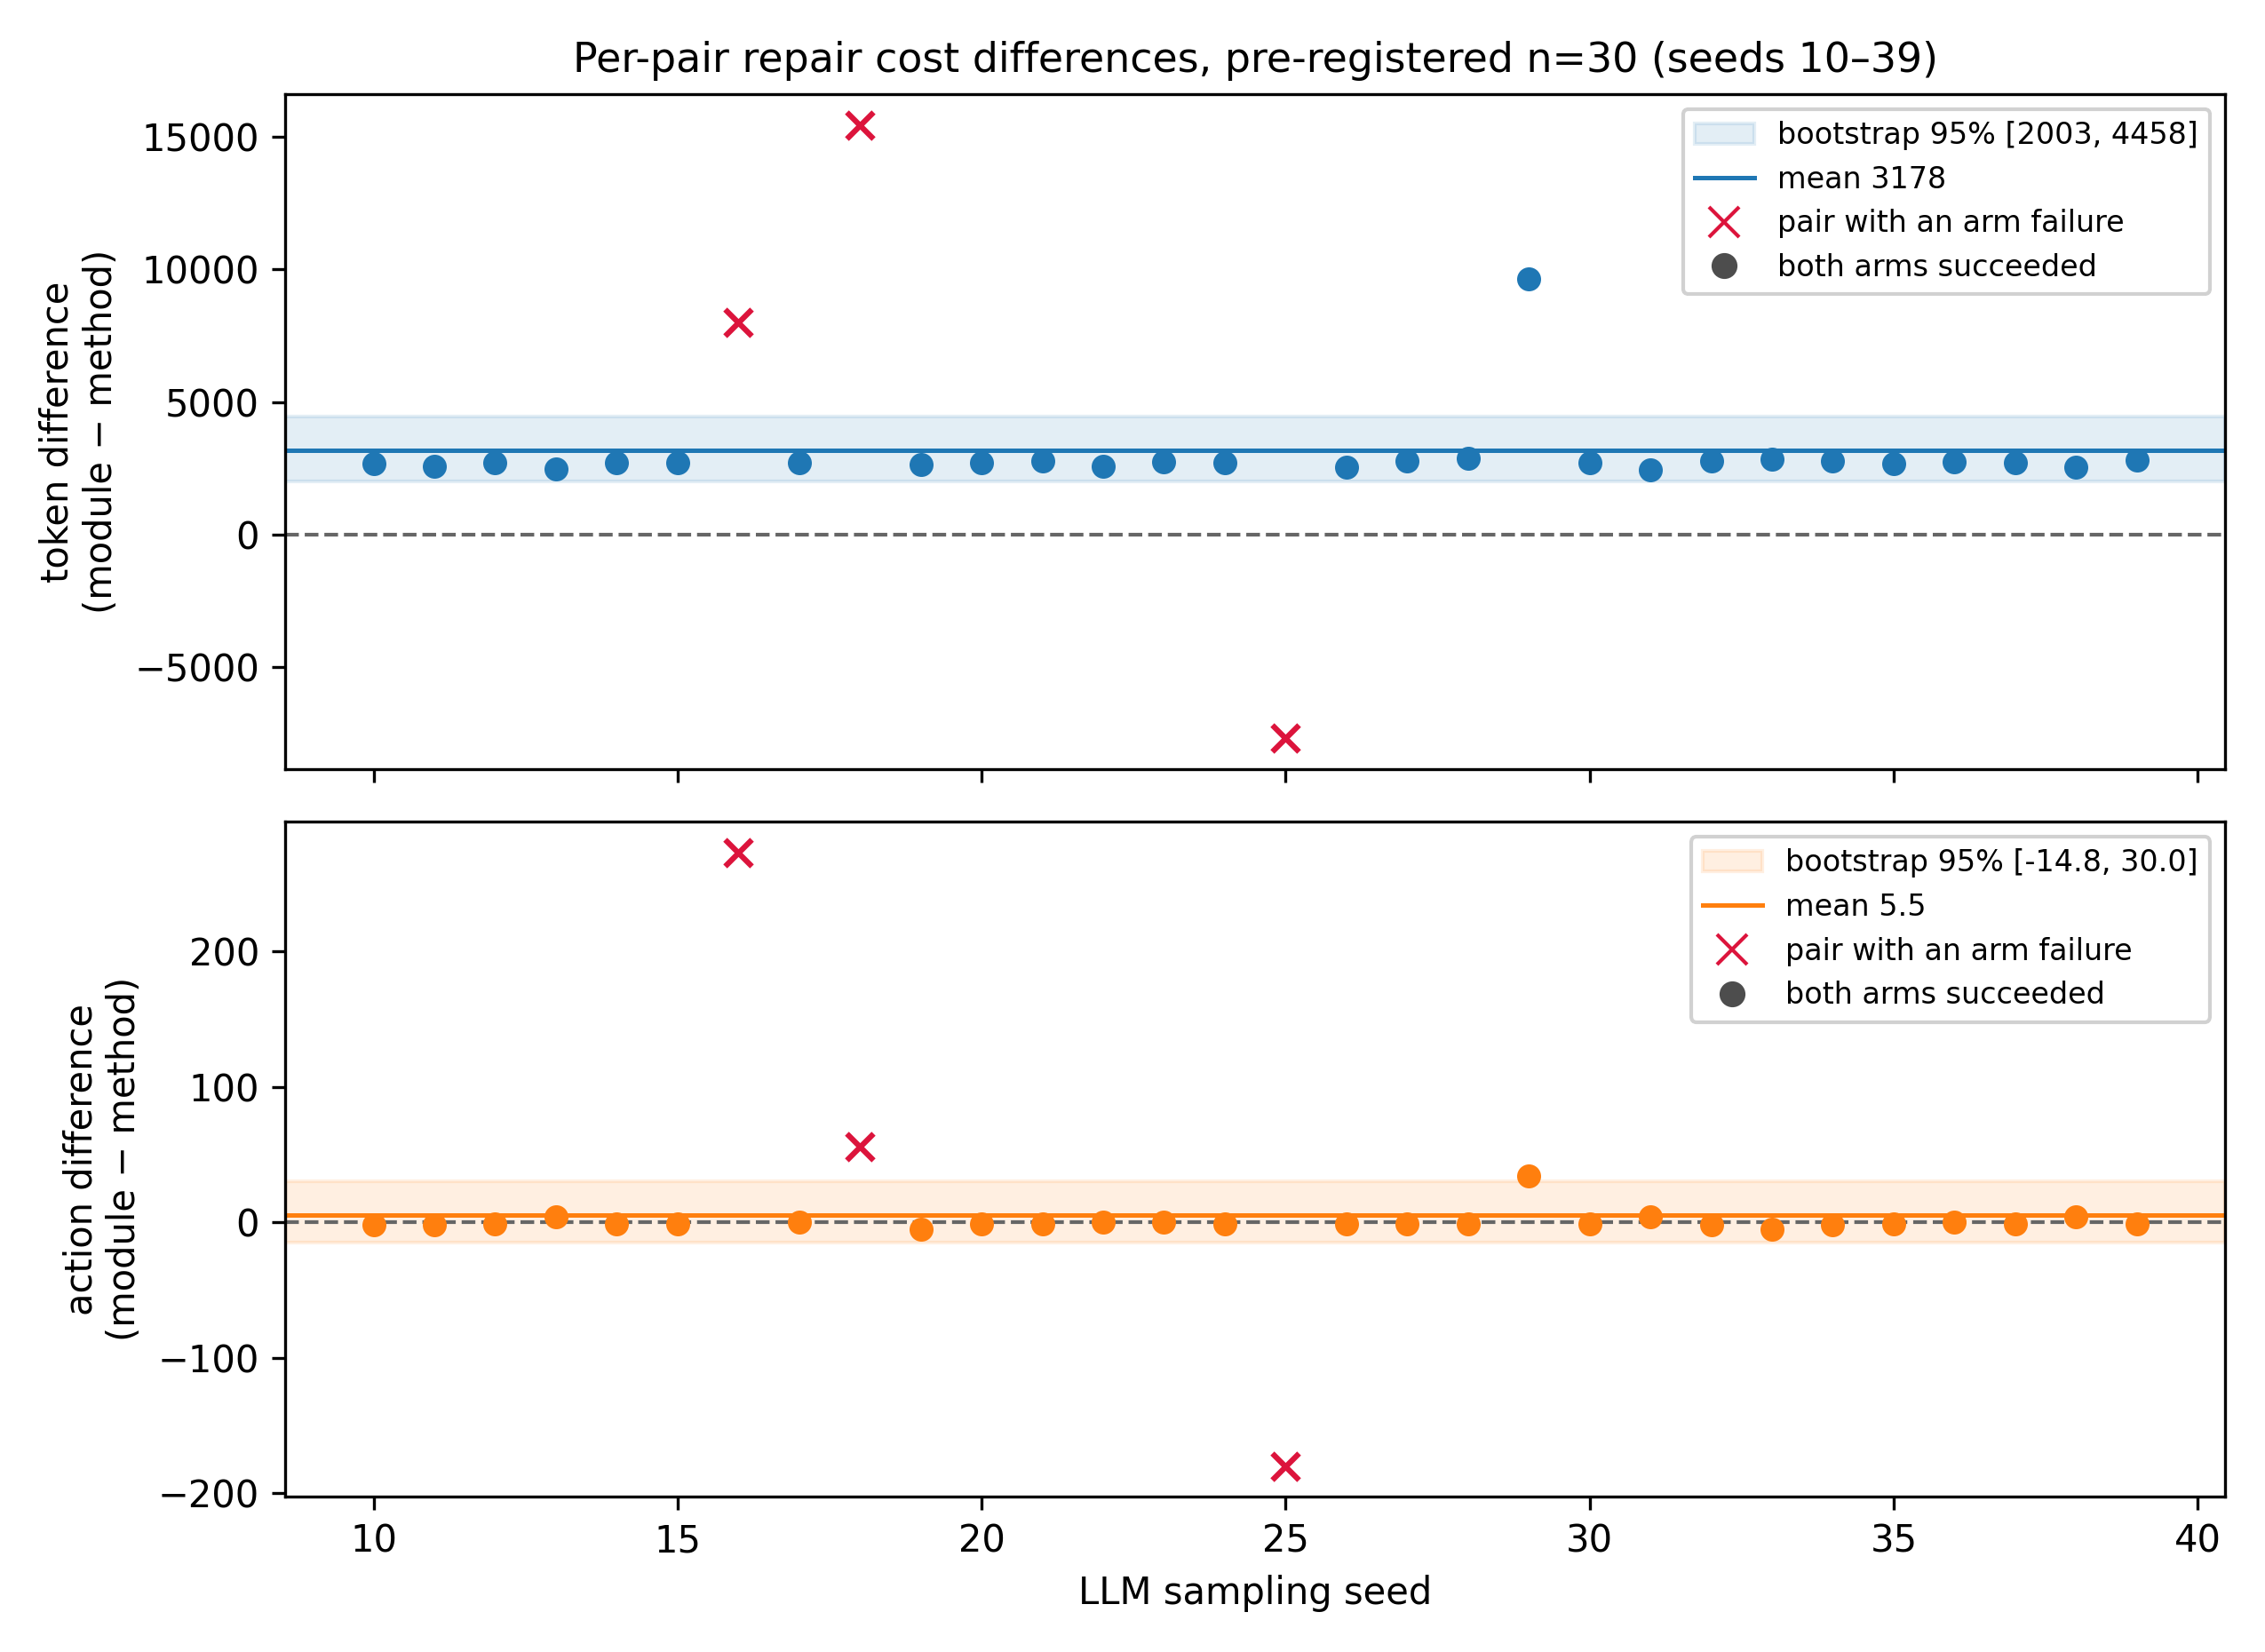 Per-pair repair cost differences, pre-registered n=30 (seeds 10–39)
token difference
(module − method)
15000
10000
5000
0
−5000
bootstrap 95% [2003, 4458]
mean 3178
pair with an arm failure
both arms succeeded
action difference
(module − method)
200
100
0
−100
−200
bootstrap 95% [-14.8, 30.0]
mean 5.5
pair with an arm failure
both arms succeeded
10 15 20 25 30 35 40
LLM sampling seed